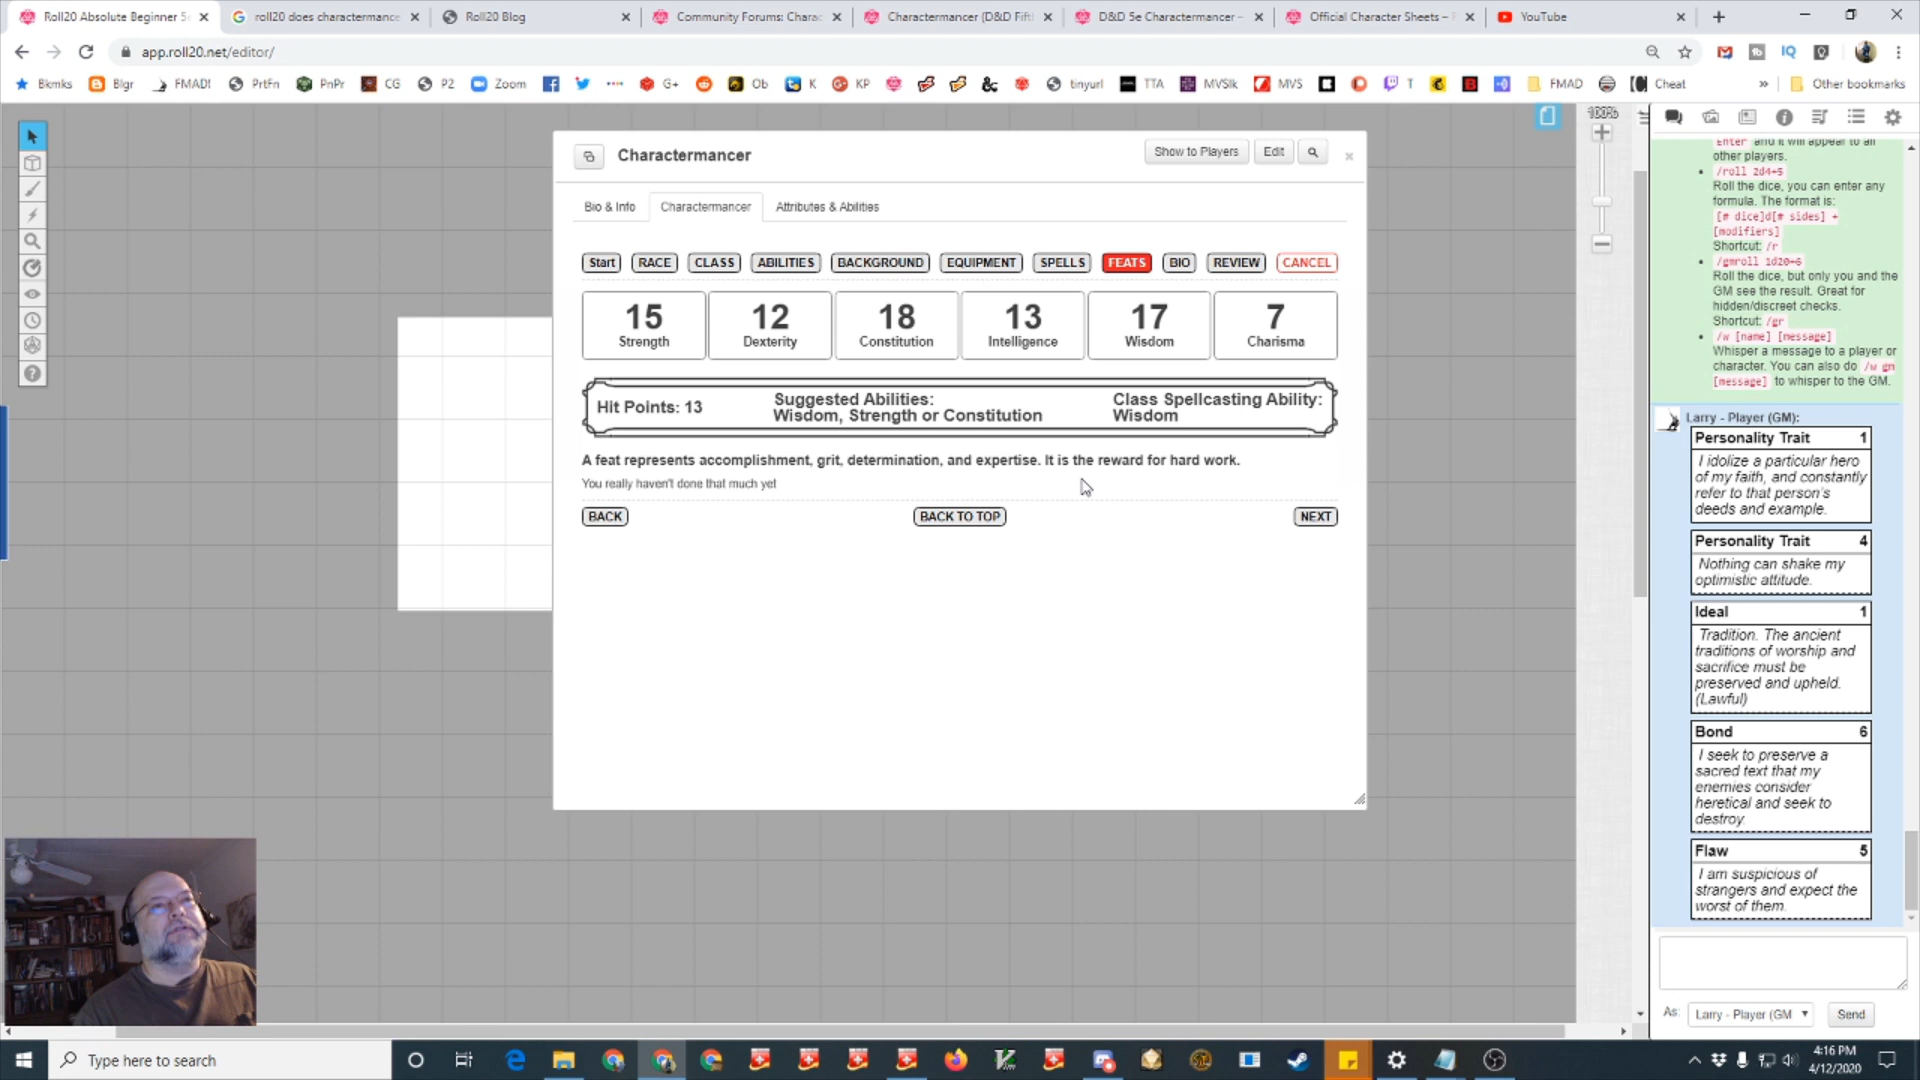 Roll20 Absolute Beginner 5
roll20 does charactermance
Roll20 Blog
Community Forums: Charac
Charactermancer (D&D Fift
D&D 5e Charactermancer -
Official Character Sheets –
YouTube
app.roll20.net/editor/
Bkmks
Blgr
FMAD!
PrtFn
PnPr
CG
P2
Zoom
G+
Ob
K
KP
tinyurl
TTA
MVSlk
MVS
T
FMAD
Cheat
Other bookmarks
100%
Charactermancer
Show to Players
Edit
Bio & Info
Charactermancer
Attributes & Abilities
Start
RACE
CLASS
ABILITIES
BACKGROUND
EQUIPMENT
SPELLS
FEATS
BIO
REVIEW
CANCEL
15
Strength
12
Dexterity
18
Constitution
13
Intelligence
17
Wisdom
7
Charisma
Hit Points: 13
Suggested Abilities:
Wisdom, Strength or Constitution
Class Spellcasting Ability:
Wisdom
A feat represents accomplishment, grit, determination, and expertise. It is the reward for hard work.
You really haven't done that much yet
BACK
BACK TO TOP
NEXT
Enter and it will appear to all
other players.
/roll 2d4+5
Roll the dice, you can enter any
formula. The format is:
[# dice]d[# sides] +
[modifiers]
Shortcut: /r
/gmroll 1d20+6
Roll the dice, but only you and the
GM see the result. Great for
hidden/discreet checks.
Shortcut: /gr
/w [name] [message]
Whisper a message to a player or
character. You can also do /w gm
[message] to whisper to the GM.
Larry - Player (GM):
Personality Trait 1
I idolize a particular hero
of my faith, and constantly
refer to that person's
deeds and example.
Personality Trait 4
Nothing can shake my
optimistic attitude.
Ideal 1
Tradition. The ancient
traditions of worship and
sacrifice must be
preserved and upheld.
(Lawful)
Bond 6
I seek to preserve a
sacred text that my
enemies consider
heretical and seek to
destroy.
Flaw 5
I am suspicious of
strangers and expect the
worst of them.
As:
Larry - Player (GM
Send
Type here to search
4:16 PM
4/12/2020